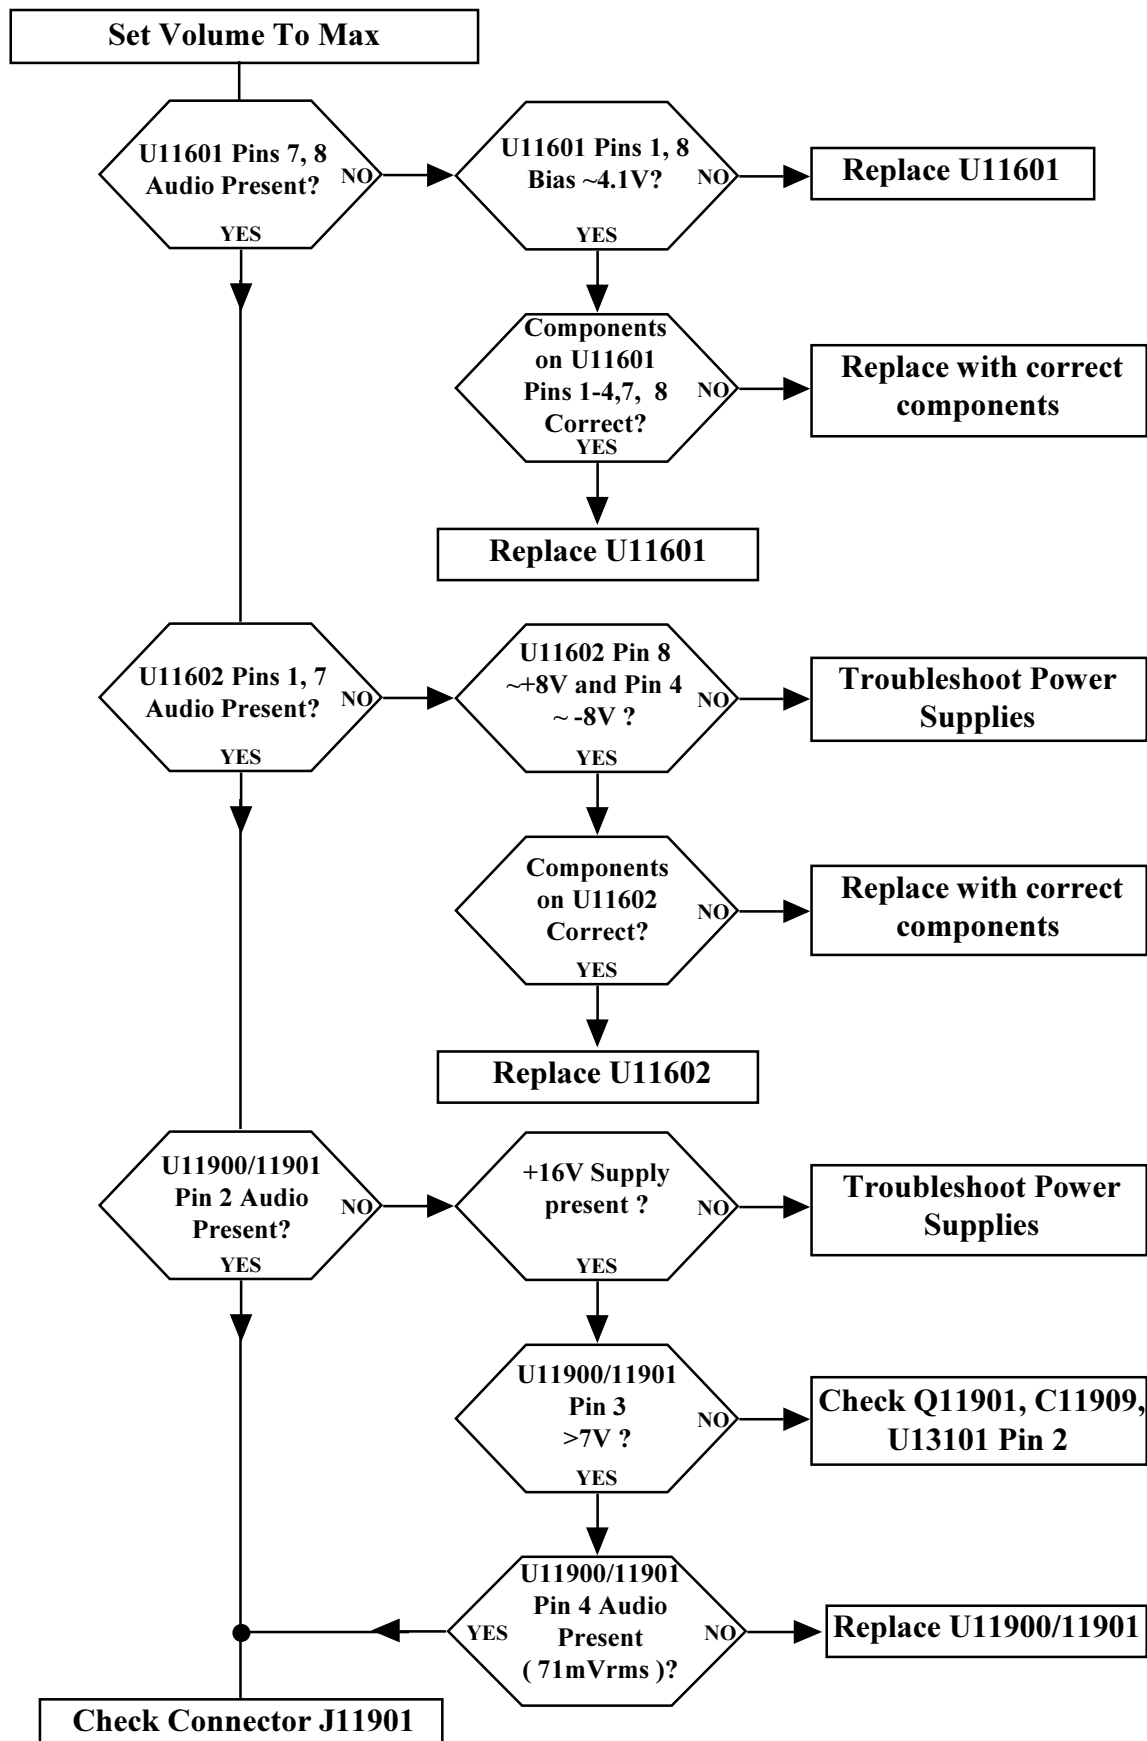 Set Volume To Max
U11601 Pins 7, 8
Audio Present?
NO
YES
U11601 Pins 1, 8
Bias ~4.1V?
NO
YES
Replace U11601
Components
on U11601
Pins 1-4,7, 8
Correct?
NO
YES
Replace with correct
components
Replace U11601
U11602 Pins 1, 7
Audio Present?
NO
YES
U11602 Pin 8
~+8V and Pin 4
~ -8V ?
NO
YES
Troubleshoot Power
Supplies
Components
on U11602
Correct?
NO
YES
Replace with correct
components
Replace U11602
U11900/11901
Pin 2 Audio
Present?
NO
YES
+16V Supply
present ?
NO
YES
Troubleshoot Power
Supplies
U11900/11901
Pin 3
>7V ?
NO
YES
Check Q11901, C11909,
U13101 Pin 2
U11900/11901
Pin 4 Audio
Present
( 71mVrms )?
YES
NO
Replace U11900/11901
Check Connector J11901